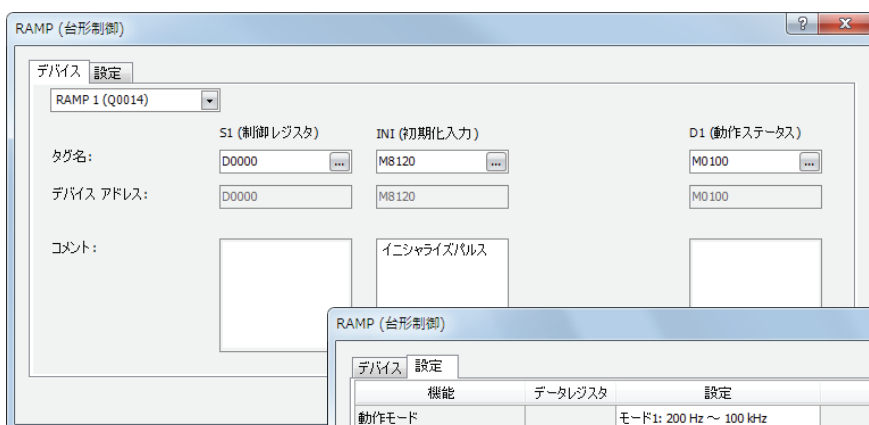 RAMP (台形制御)
デバイス 設定
RAMP 1 (Q0014)
S1 (制御レジスタ) INI (初期化入力) D1 (動作ステータス)
タグ名: D0000 ... M8120 ... M0100 ...
デバイス アドレス: D0000 M8120 M0100
コメント: イニシャライズパルス
RAMP (台形制御)
デバイス 設定
機能 データレジスタ 設定
動作モード モード1: 200 Hz ～ 100 kHz